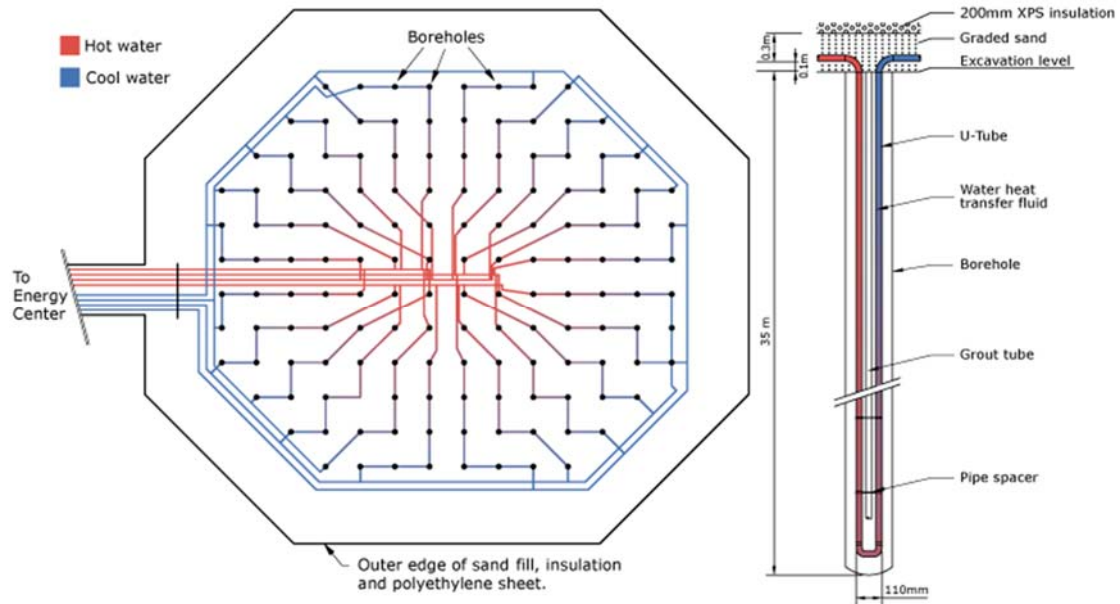 Hot water
Cool water
Boreholes
To
Energy
Center
Outer edge of sand fill, insulation
and polyethylene sheet.
200mm XPS insulation
Graded sand
Excavation level
0.3m
0.1m
U-Tube
Water heat
transfer fluid
Borehole
35 m
Grout tube
Pipe spacer
110mm